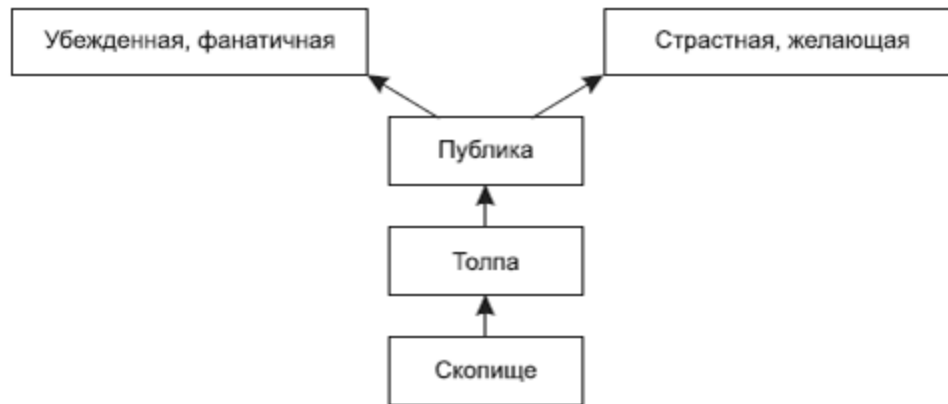 Убежденная, фанатичная
Страстная, желающая
Публика
Толпа
Скопище